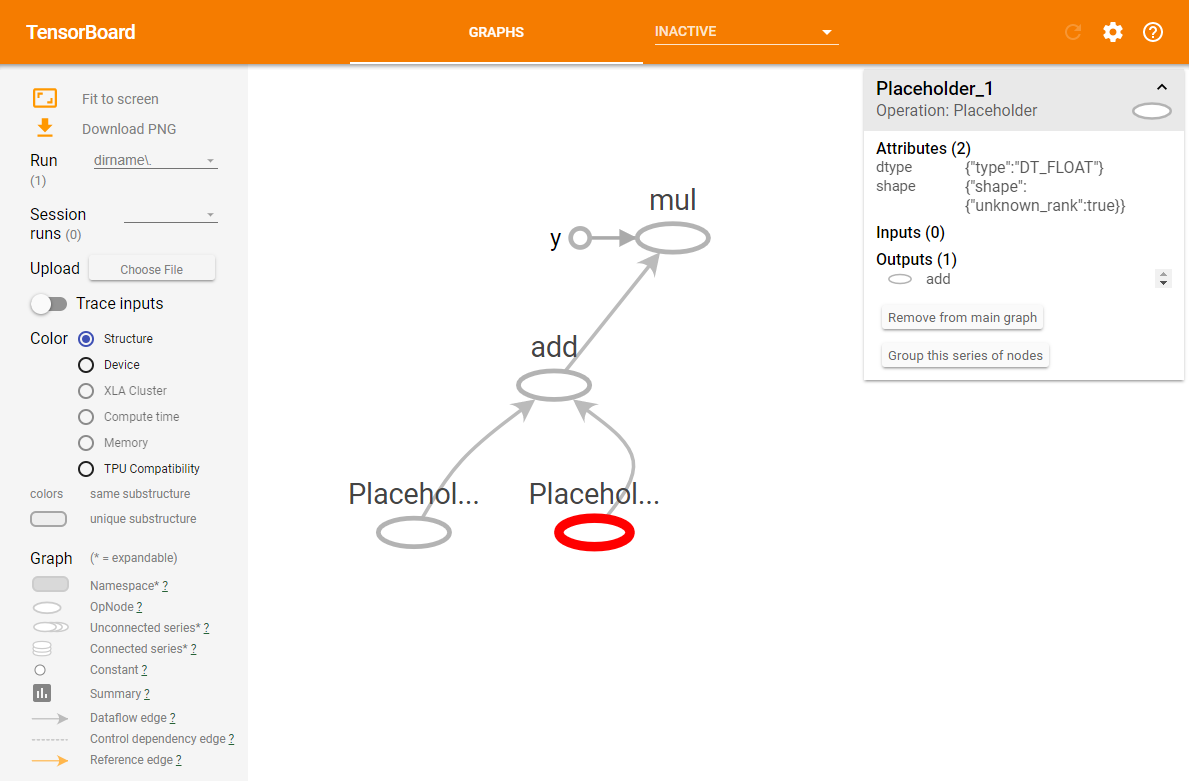 TensorBoard
GRAPHS
INACTIVE
Fit to screen
Download PNG
Run
(1)
dirname\.
Session
runs (0)
Upload
Choose File
Trace inputs
Color
Structure
Device
XLA Cluster
Compute time
Memory
TPU Compatibility
colors
same substructure
unique substructure
Graph
(* = expandable)
Namespace* ?
OpNode ?
Unconnected series* ?
Connected series* ?
Constant ?
Summary ?
Dataflow edge ?
Control dependency edge ?
Reference edge ?
mul
y
add
Placehol...
Placehol...
Placeholder_1
Operation: Placeholder
Attributes (2)
dtype
{"type":"DT_FLOAT"}
shape
{"shape":
{"unknown_rank":true}}
Inputs (0)
Outputs (1)
add
Remove from main graph
Group this series of nodes